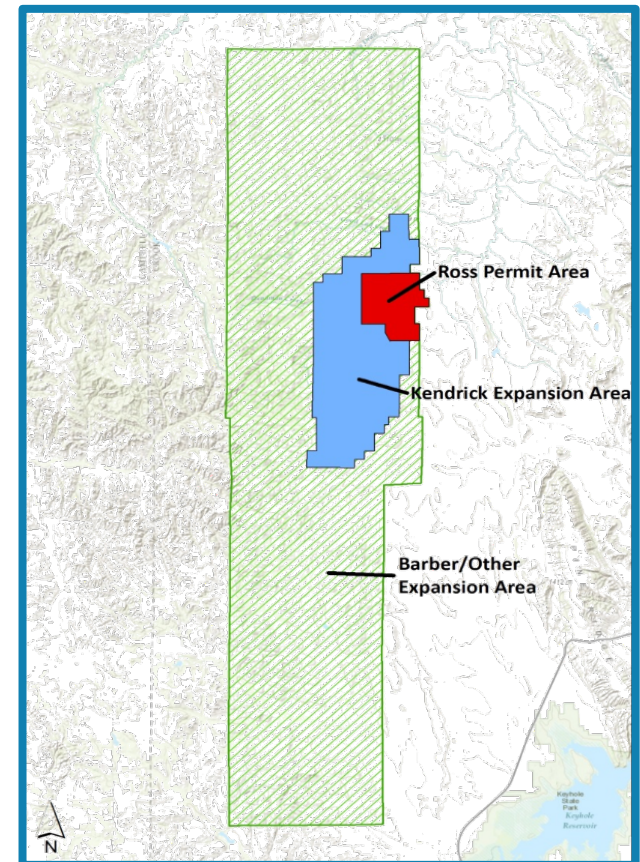 Ross Permit Area
Kendrick Expansion Area
Barber/Other
Expansion Area
Keyhole
State
Park
Keyhole
Reservoir
N